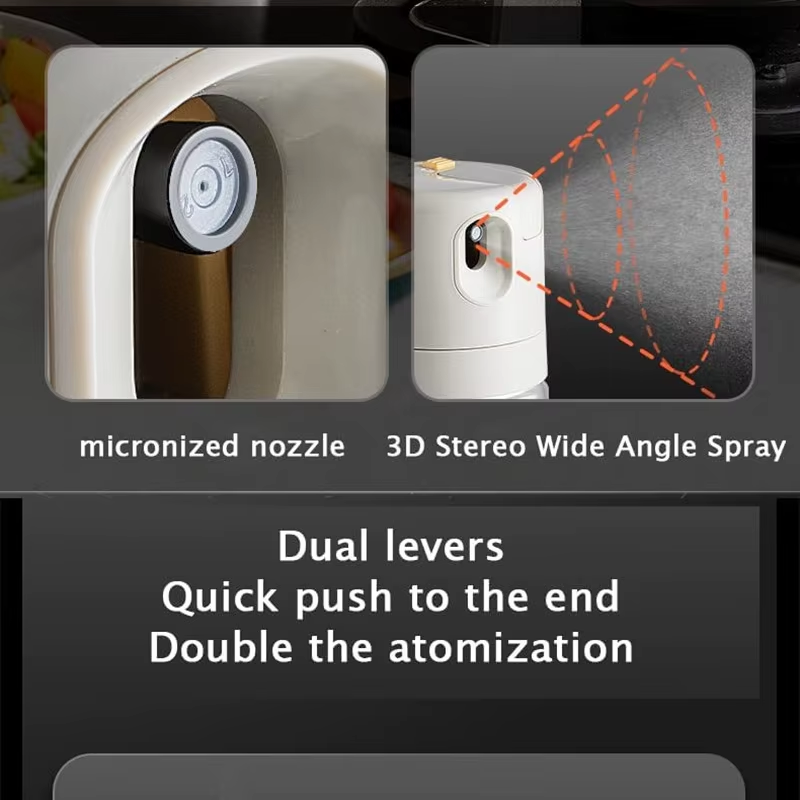 micronized nozzle
3D Stereo Wide Angle Spray
Dual levers
Quick push to the end
Double the atomization